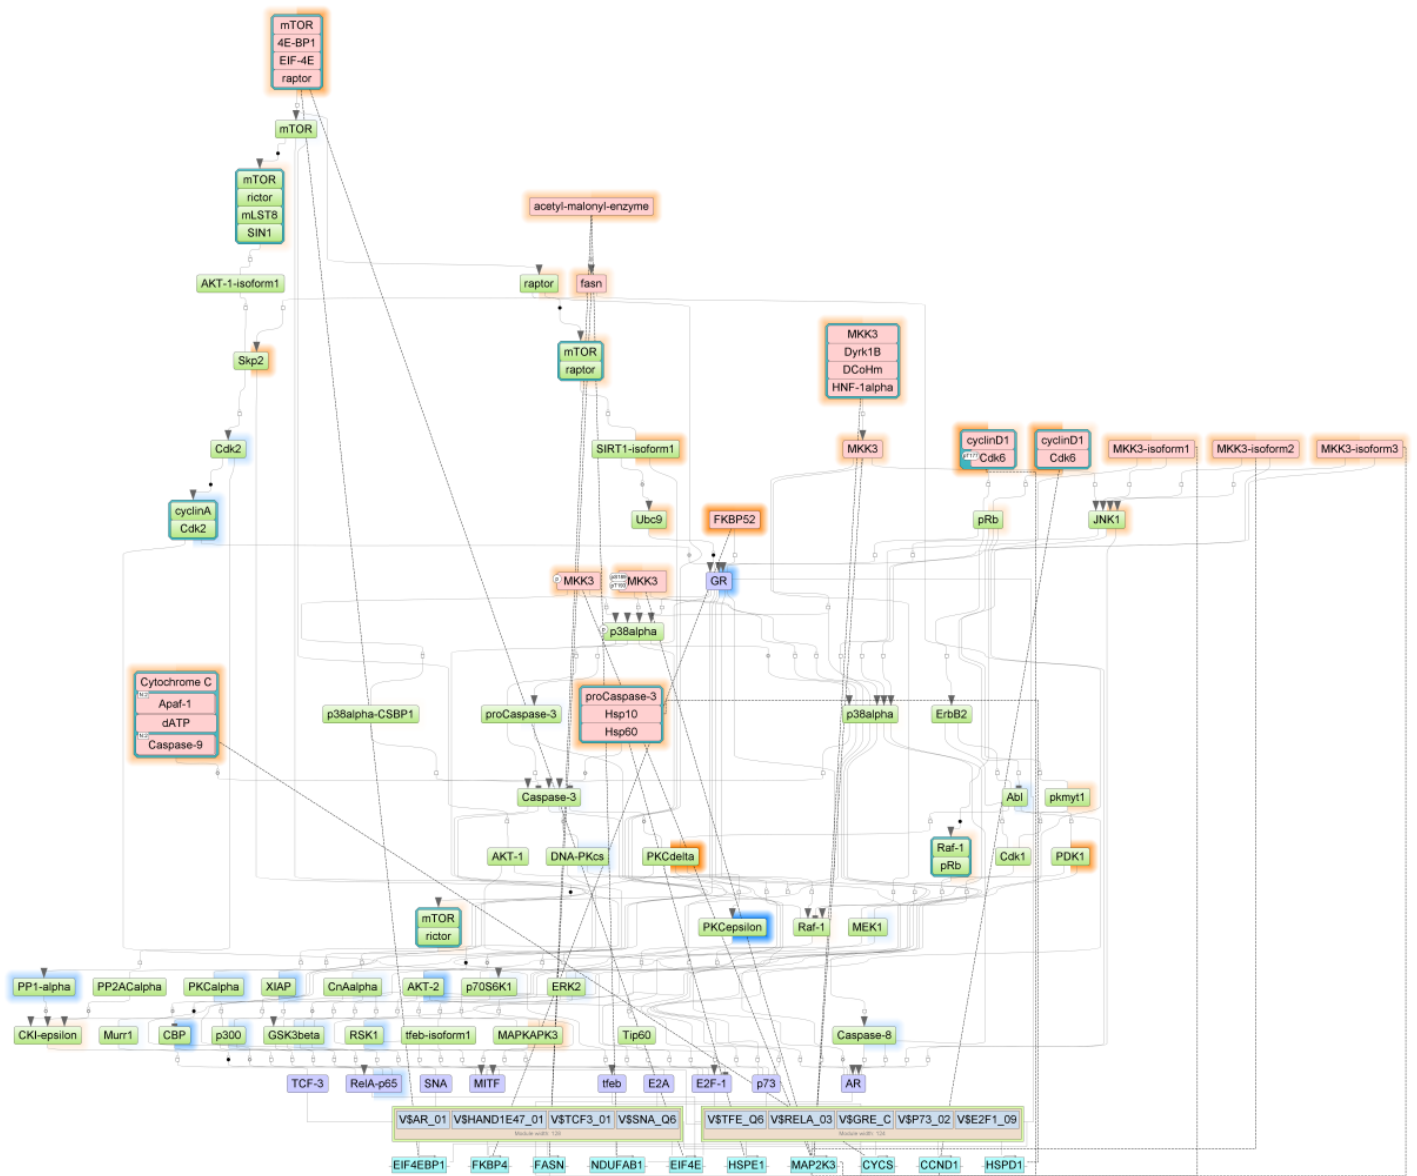 mTOR
4E-BP1
EIF-4E
raptor
mTOR
mTOR
rictor
mLST8
SIN1
acetyl-malonyl-enzyme
AKT-1-isoform1
raptor
fasn
Skp2
mTOR
raptor
MKK3
Dyrk1B
DCoHm
HNF-1alpha
Cdk2
SIRT1-isoform1
MKK3
cyclinD1
Cdk6
cyclinD1
Cdk6
MKK3-isoform1
MKK3-isoform2
MKK3-isoform3
cyclinA
Cdk2
Ubc9
FKBP52
pRb
JNK1
p MKK3
MKK3
GR
p38alpha
Cytochrome C
Apaf-1
dATP
Caspase-9
p38alpha-CSBP1
proCaspase-3
proCaspase-3
Hsp10
Hsp60
p38alpha
ErbB2
Caspase-3
Abl
pkmyt1
AKT-1
DNA-PKcs
PKCdelta
Raf-1
pRb
Cdk1
PDK1
mTOR
rictor
PKCepsilon
Raf-1
MEK1
PP1-alpha
PP2ACalpha
PKCalpha
XIAP
CnAalpha
AKT-2
p70S6K1
ERK2
CKI-epsilon
Murr1
CBP
p300
GSK3beta
RSK1
tfeb-isoform1
MAPKAPK3
Tip60
Caspase-8
TCF-3
RelA-p65
SNA
MITF
tfeb
E2A
E2F-1
p73
AR
V$AR_01 V$HAND1E47_01 V$TCF3_01 V$SNA_Q6
V$TFE_Q6 V$RELA_03 V$GRE_C V$P73_02 V$E2F1_09
EIF4EBP1
FKBP4
FASN
NDUFAB1
EIF4E
HSPE1
MAP2K3
CYCS
CCND1
HSPD1